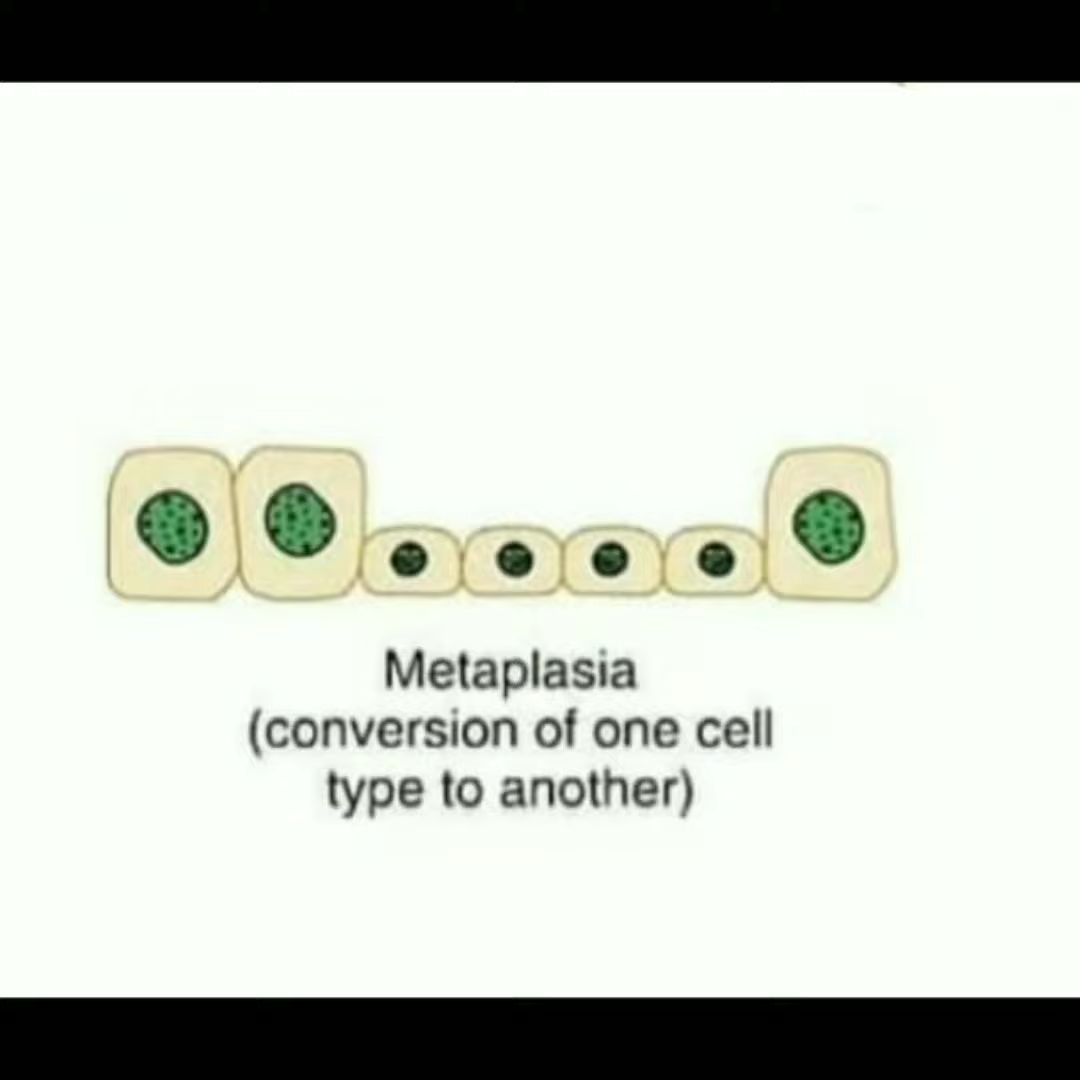 Metaplasia
(conversion of one cell
type to another)